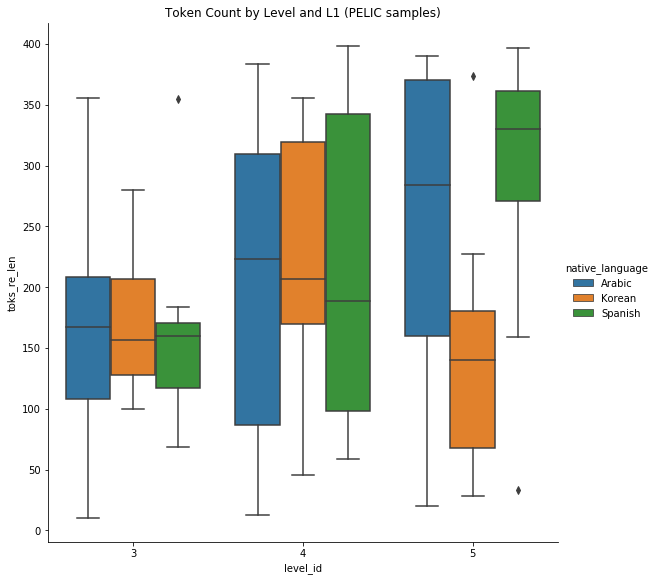 Token Count by Level and L1 (PELIC samples)
400
350
300
250
200
150
100
50
0
toks_re_len
3 4 5
level_id
native_language
Arabic
Korean
Spanish